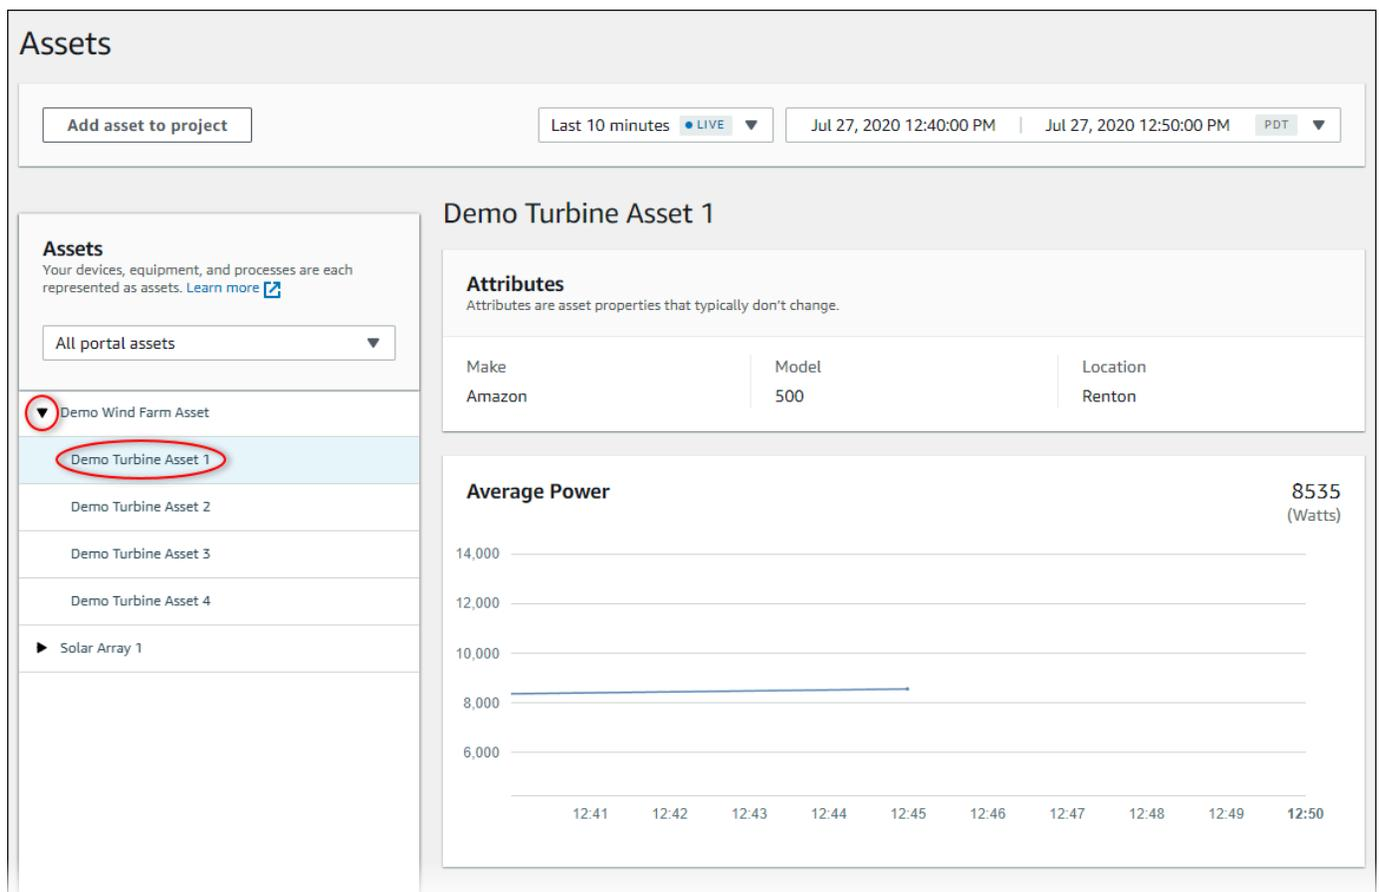 Assets
Add asset to project
Last 10 minutes LIVE
Jul 27, 2020 12:40:00 PM | Jul 27, 2020 12:50:00 PM PDT
Assets
Your devices, equipment, and processes are each
represented as assets. Learn more
All portal assets
Demo Wind Farm Asset
Demo Turbine Asset 1
Demo Turbine Asset 2
Demo Turbine Asset 3
Demo Turbine Asset 4
Solar Array 1
Demo Turbine Asset 1
Attributes
Attributes are asset properties that typically don't change.
Make
Amazon
Model
500
Location
Renton
Average Power
8535
(Watts)
14,000
12,000
10,000
8,000
6,000
12:41 12:42 12:43 12:44 12:45 12:46 12:47 12:48 12:49 12:50